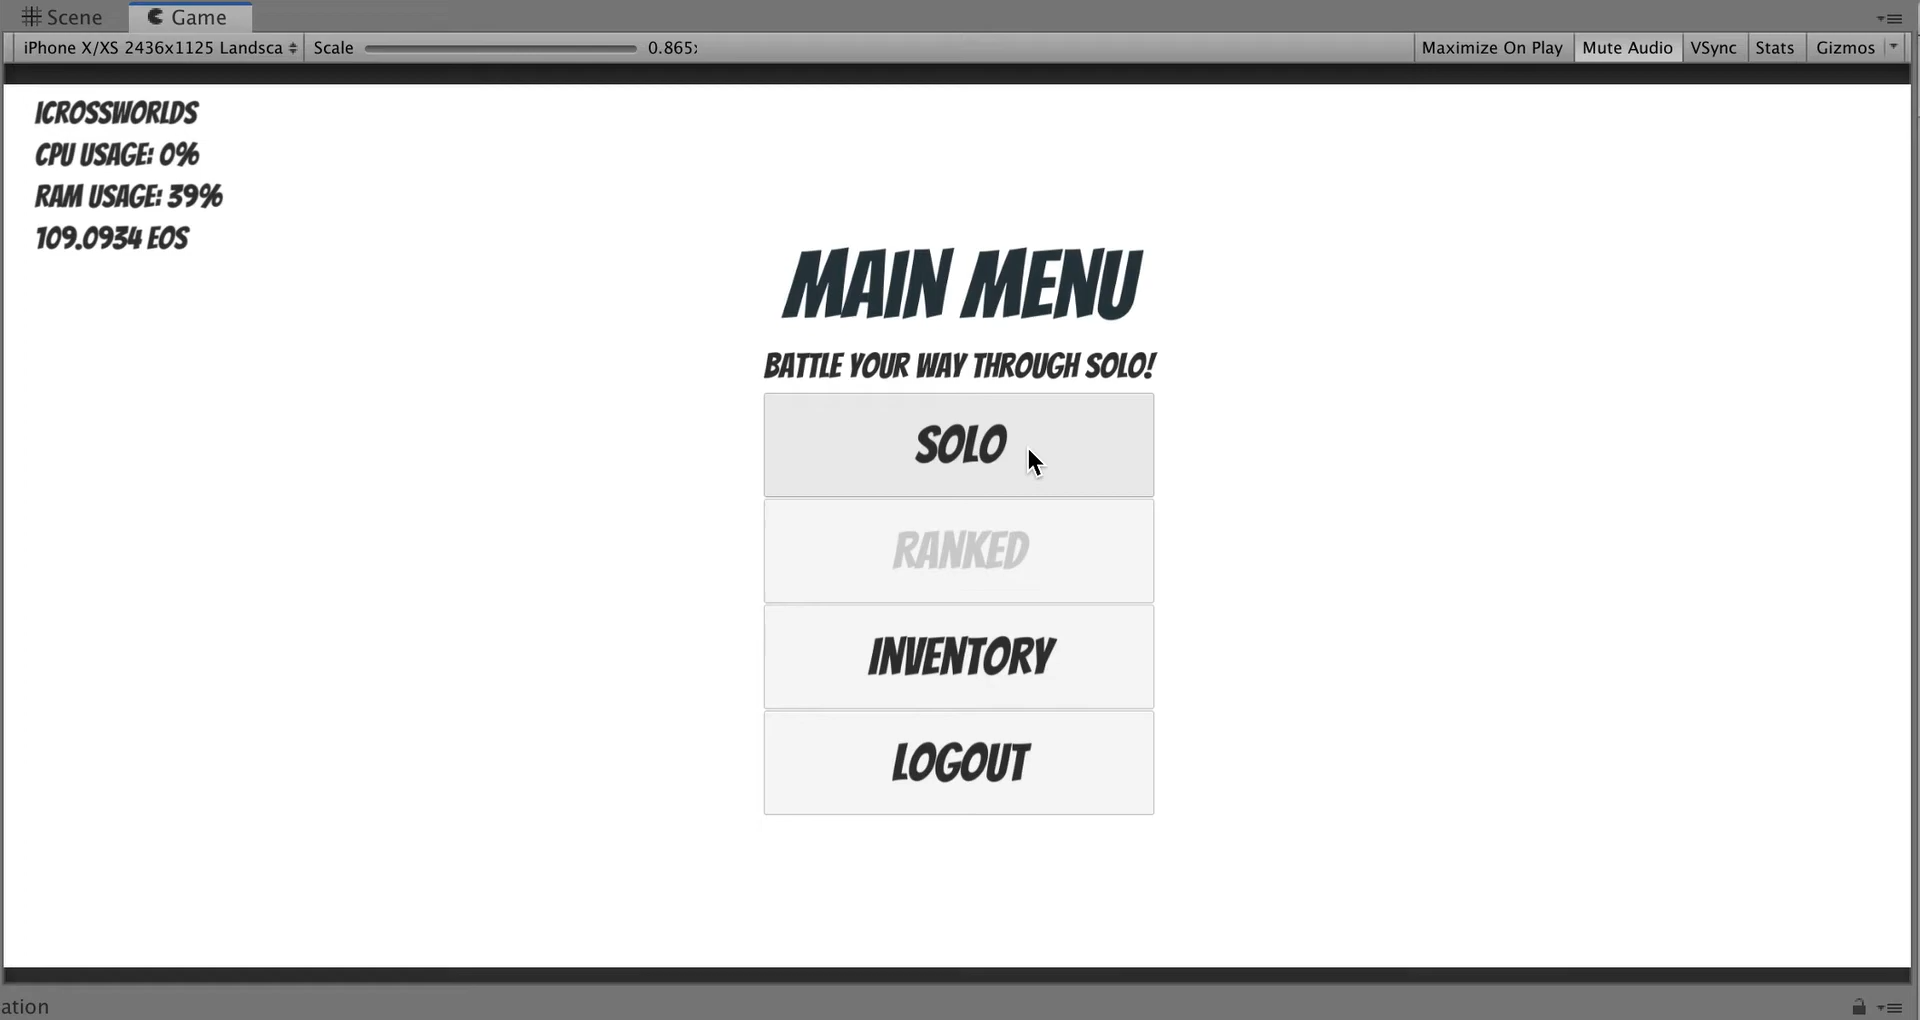 Scene
Game
iPhone X/XS 2436x1125 Landsca
Scale
0.865
Maximize On Play
Mute Audio
VSync
Stats
Gizmos
ICROSSWORLDS
CPU USAGE: 0%
RAM USAGE: 39%
109.0934 EOS
MAIN MENU
BATTLE YOUR WAY THROUGH SOLO!
SOLO
RANKED
INVENTORY
LOGOUT
ation